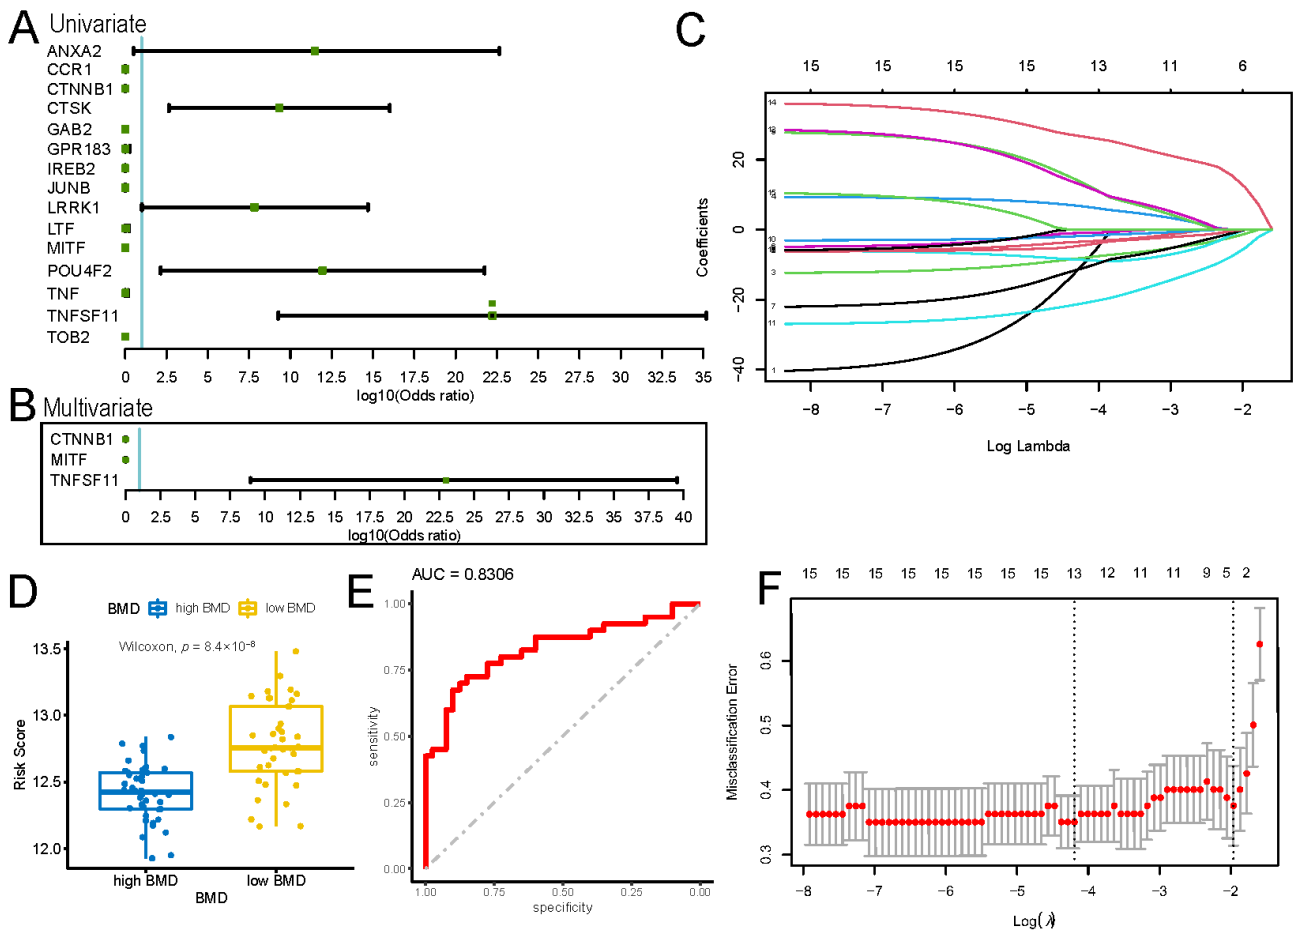 A Univariate
ANXA2
CCR1
CTNNB1
CTSK
GAB2
GPR183
IREB2
JUNB
LRRK1
LTF
MITF
POU4F2
TNF
TNFSF11
TOB2
0 2.5 5 7.5 10 12.5 15 17.5 20 22.5 25 27.5 30 32.5 35
log10(Odds ratio)
B Multivariate
CTNNB1
MITF
TNFSF11
0 2.5 5 7.5 10 12.5 15 17.5 20 22.5 25 27.5 30 32.5 35 37.5 40
log10(Odds ratio)
C
15 15 15 15 13 11 6
Coefficients
20
0
−20
−40
14
10
3
7
11
1
−8 −7 −6 −5 −4 −3 −2
Log Lambda
D
BMD high BMD low BMD
Wilcoxon, p = 8.4×10⁻⁸
Risk Score
13.5
13.0
12.5
12.0
high BMD low BMD
BMD
E
AUC = 0.8306
sensitivity
1.00
0.75
0.50
0.25
0.00
1.00 0.75 0.50 0.25 0.00
specificity
F
15 15 15 15 15 15 15 15 13 12 11 11 9 5 2
Misclassification Error
0.6
0.5
0.4
0.3
−8 −7 −6 −5 −4 −3 −2
Log(λ)